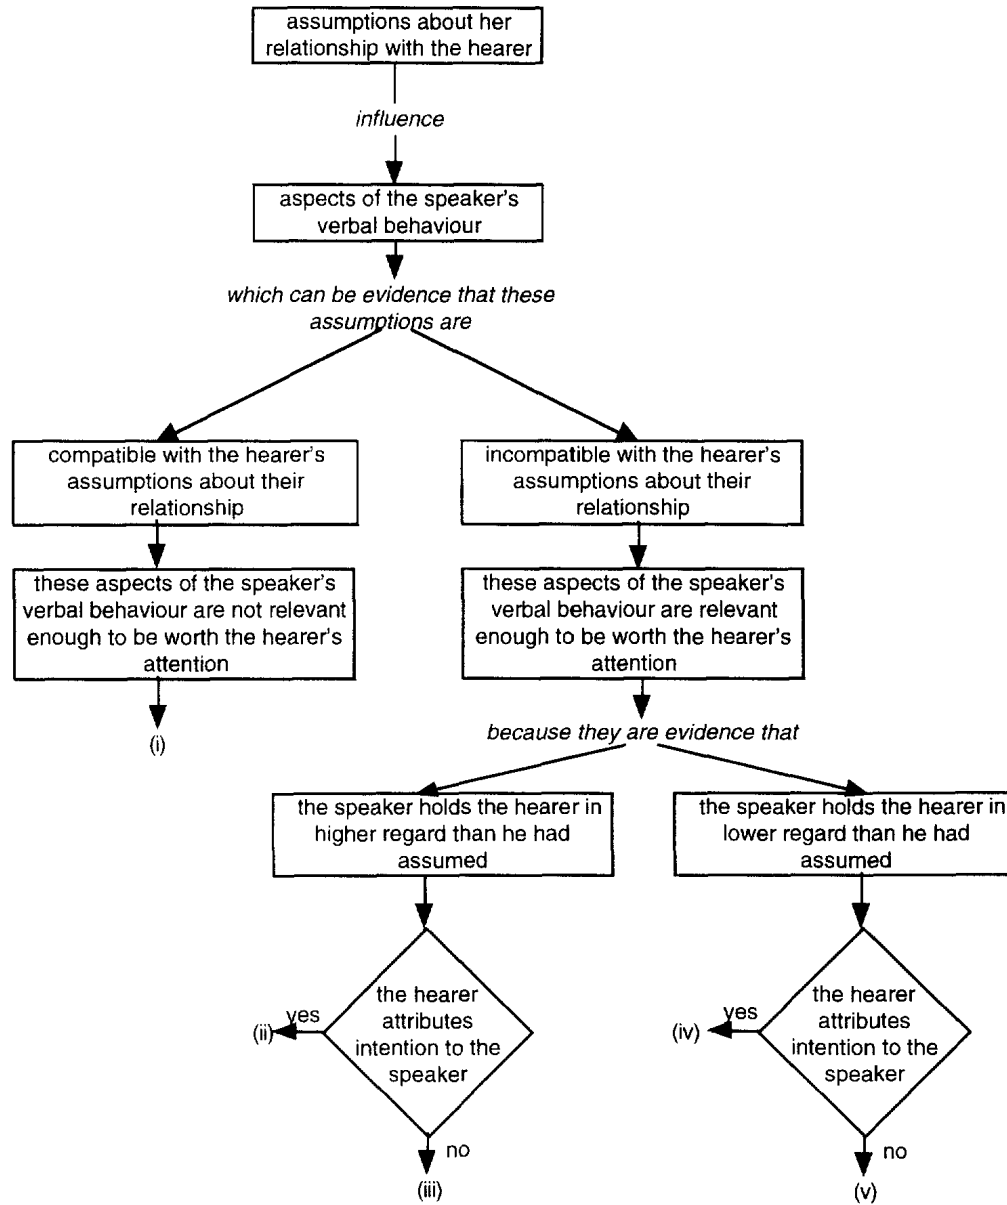 assumptions about her
relationship with the hearer
influence
aspects of the speaker's
verbal behaviour
which can be evidence that these
assumptions are
compatible with the hearer's
assumptions about their
relationship
incompatible with the hearer's
assumptions about their
relationship
these aspects of the speaker's
verbal behaviour are not relevant
enough to be worth the hearer's
attention
these aspects of the speaker's
verbal behaviour are relevant
enough to be worth the hearer's
attention
(i)
because they are evidence that
the speaker holds the hearer in
higher regard than he had
assumed
the speaker holds the hearer in
lower regard than he had
assumed
the hearer
attributes
intention to the
speaker
yes
(ii)
no
(iii)
the hearer
attributes
intention to the
speaker
yes
(iv)
no
(v)